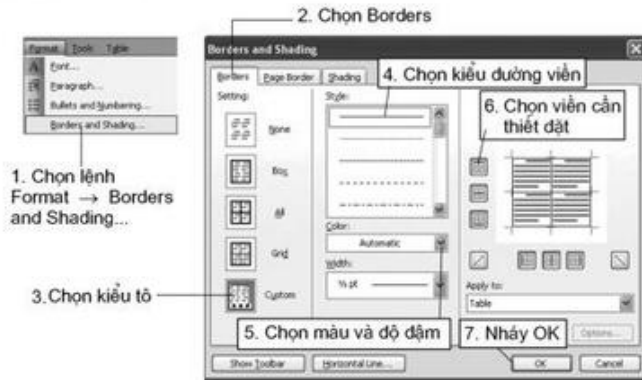 2. Chọn Borders
Format Tools Table
Font...
Paragraph...
Bullets and Numbering...
Borders and Shading...
1. Chọn lệnh
Format → Borders
and Shading...
Borders and Shading
Borders Page Border Shading
Setting:
None
Box
All
Grid
Custom
3. Chọn kiểu tô
Style:
4. Chọn kiểu đường viền
Color:
Automatic
Width:
½ pt
5. Chọn màu và độ đậm
6. Chọn viền cần
thiết đặt
Apply to:
Table
7. Nháy OK
Options...
Show Toolbar
Horizontal Line...
OK
Cancel